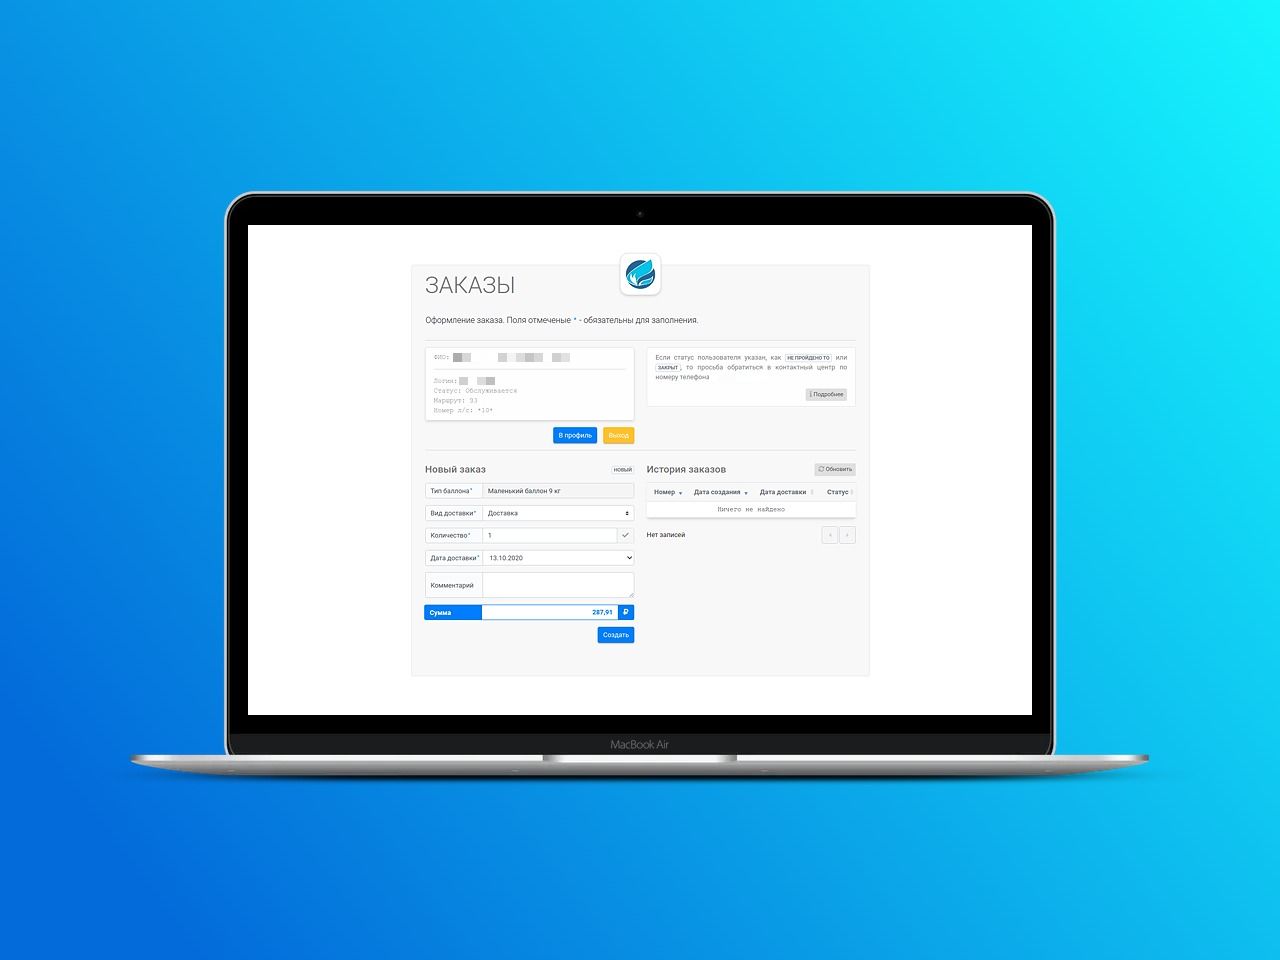 ЗАКАЗЫ
Оформление заказа. Поля отмеченые * - обязательны для заполнения.
ФИО:
Логин:
Статус: Обслуживается
Маршрут: 93
Номер л/с: *10*
Если статус пользователя указан, как НЕ ПРОЙДЕНО ТО или
ЗАКРЫТ, то просьба обратиться в контактный центр по
номеру телефона
Подробнее
В профиль
Выход
Новый заказ
НОВЫЙ
Тип баллона* Маленький баллон 9 кг
Вид доставки* Доставка
Количество* 1
Дата доставки* 13.10.2020
Комментарий
Сумма 287,91 ₽
Создать
История заказов
Обновить
Номер Дата создания Дата доставки Статус
Ничего не найдено
Нет записей
MacBook Air